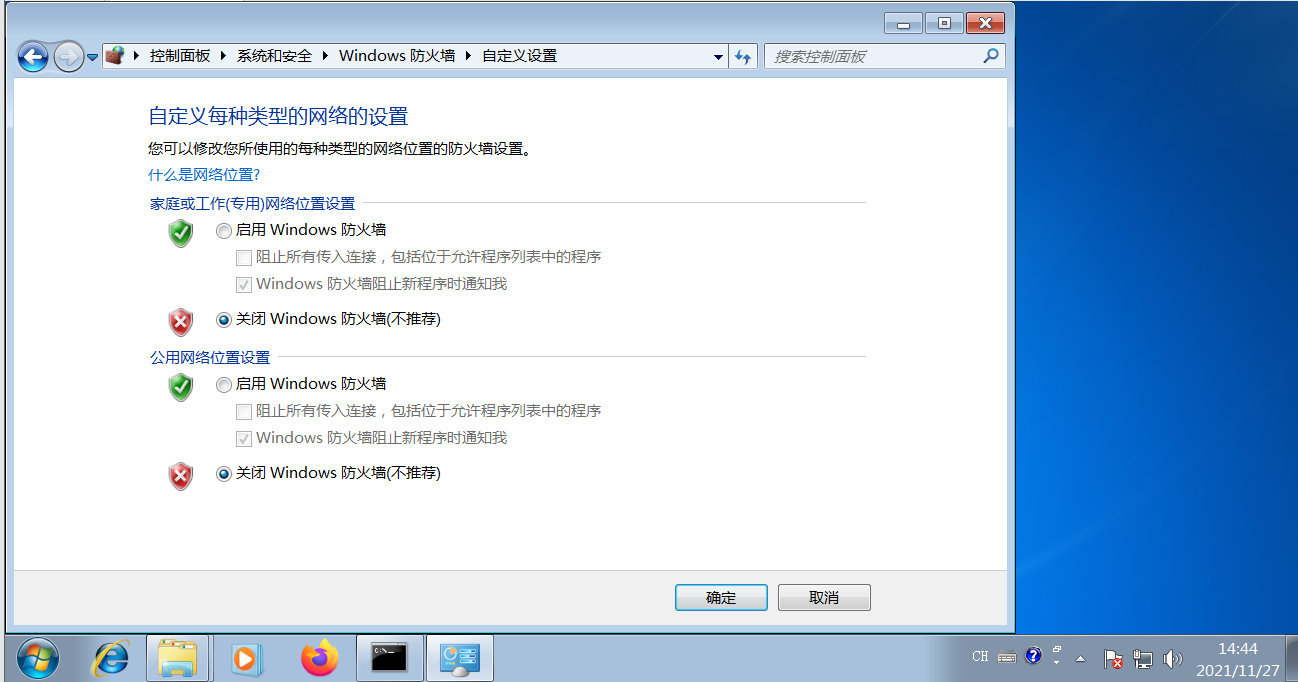 控制面板 系统和安全 Windows 防火墙 自定义设置 搜索控制面板
自定义每种类型的网络的设置
您可以修改您所使用的每种类型的网络位置的防火墙设置。
什么是网络位置?
家庭或工作(专用)网络位置设置
启用 Windows 防火墙
阻止所有传入连接，包括位于允许程序列表中的程序
Windows 防火墙阻止新程序时通知我
关闭 Windows 防火墙(不推荐)
公用网络位置设置
启用 Windows 防火墙
阻止所有传入连接，包括位于允许程序列表中的程序
Windows 防火墙阻止新程序时通知我
关闭 Windows 防火墙(不推荐)
确定 取消
CH 14:44
2021/11/27